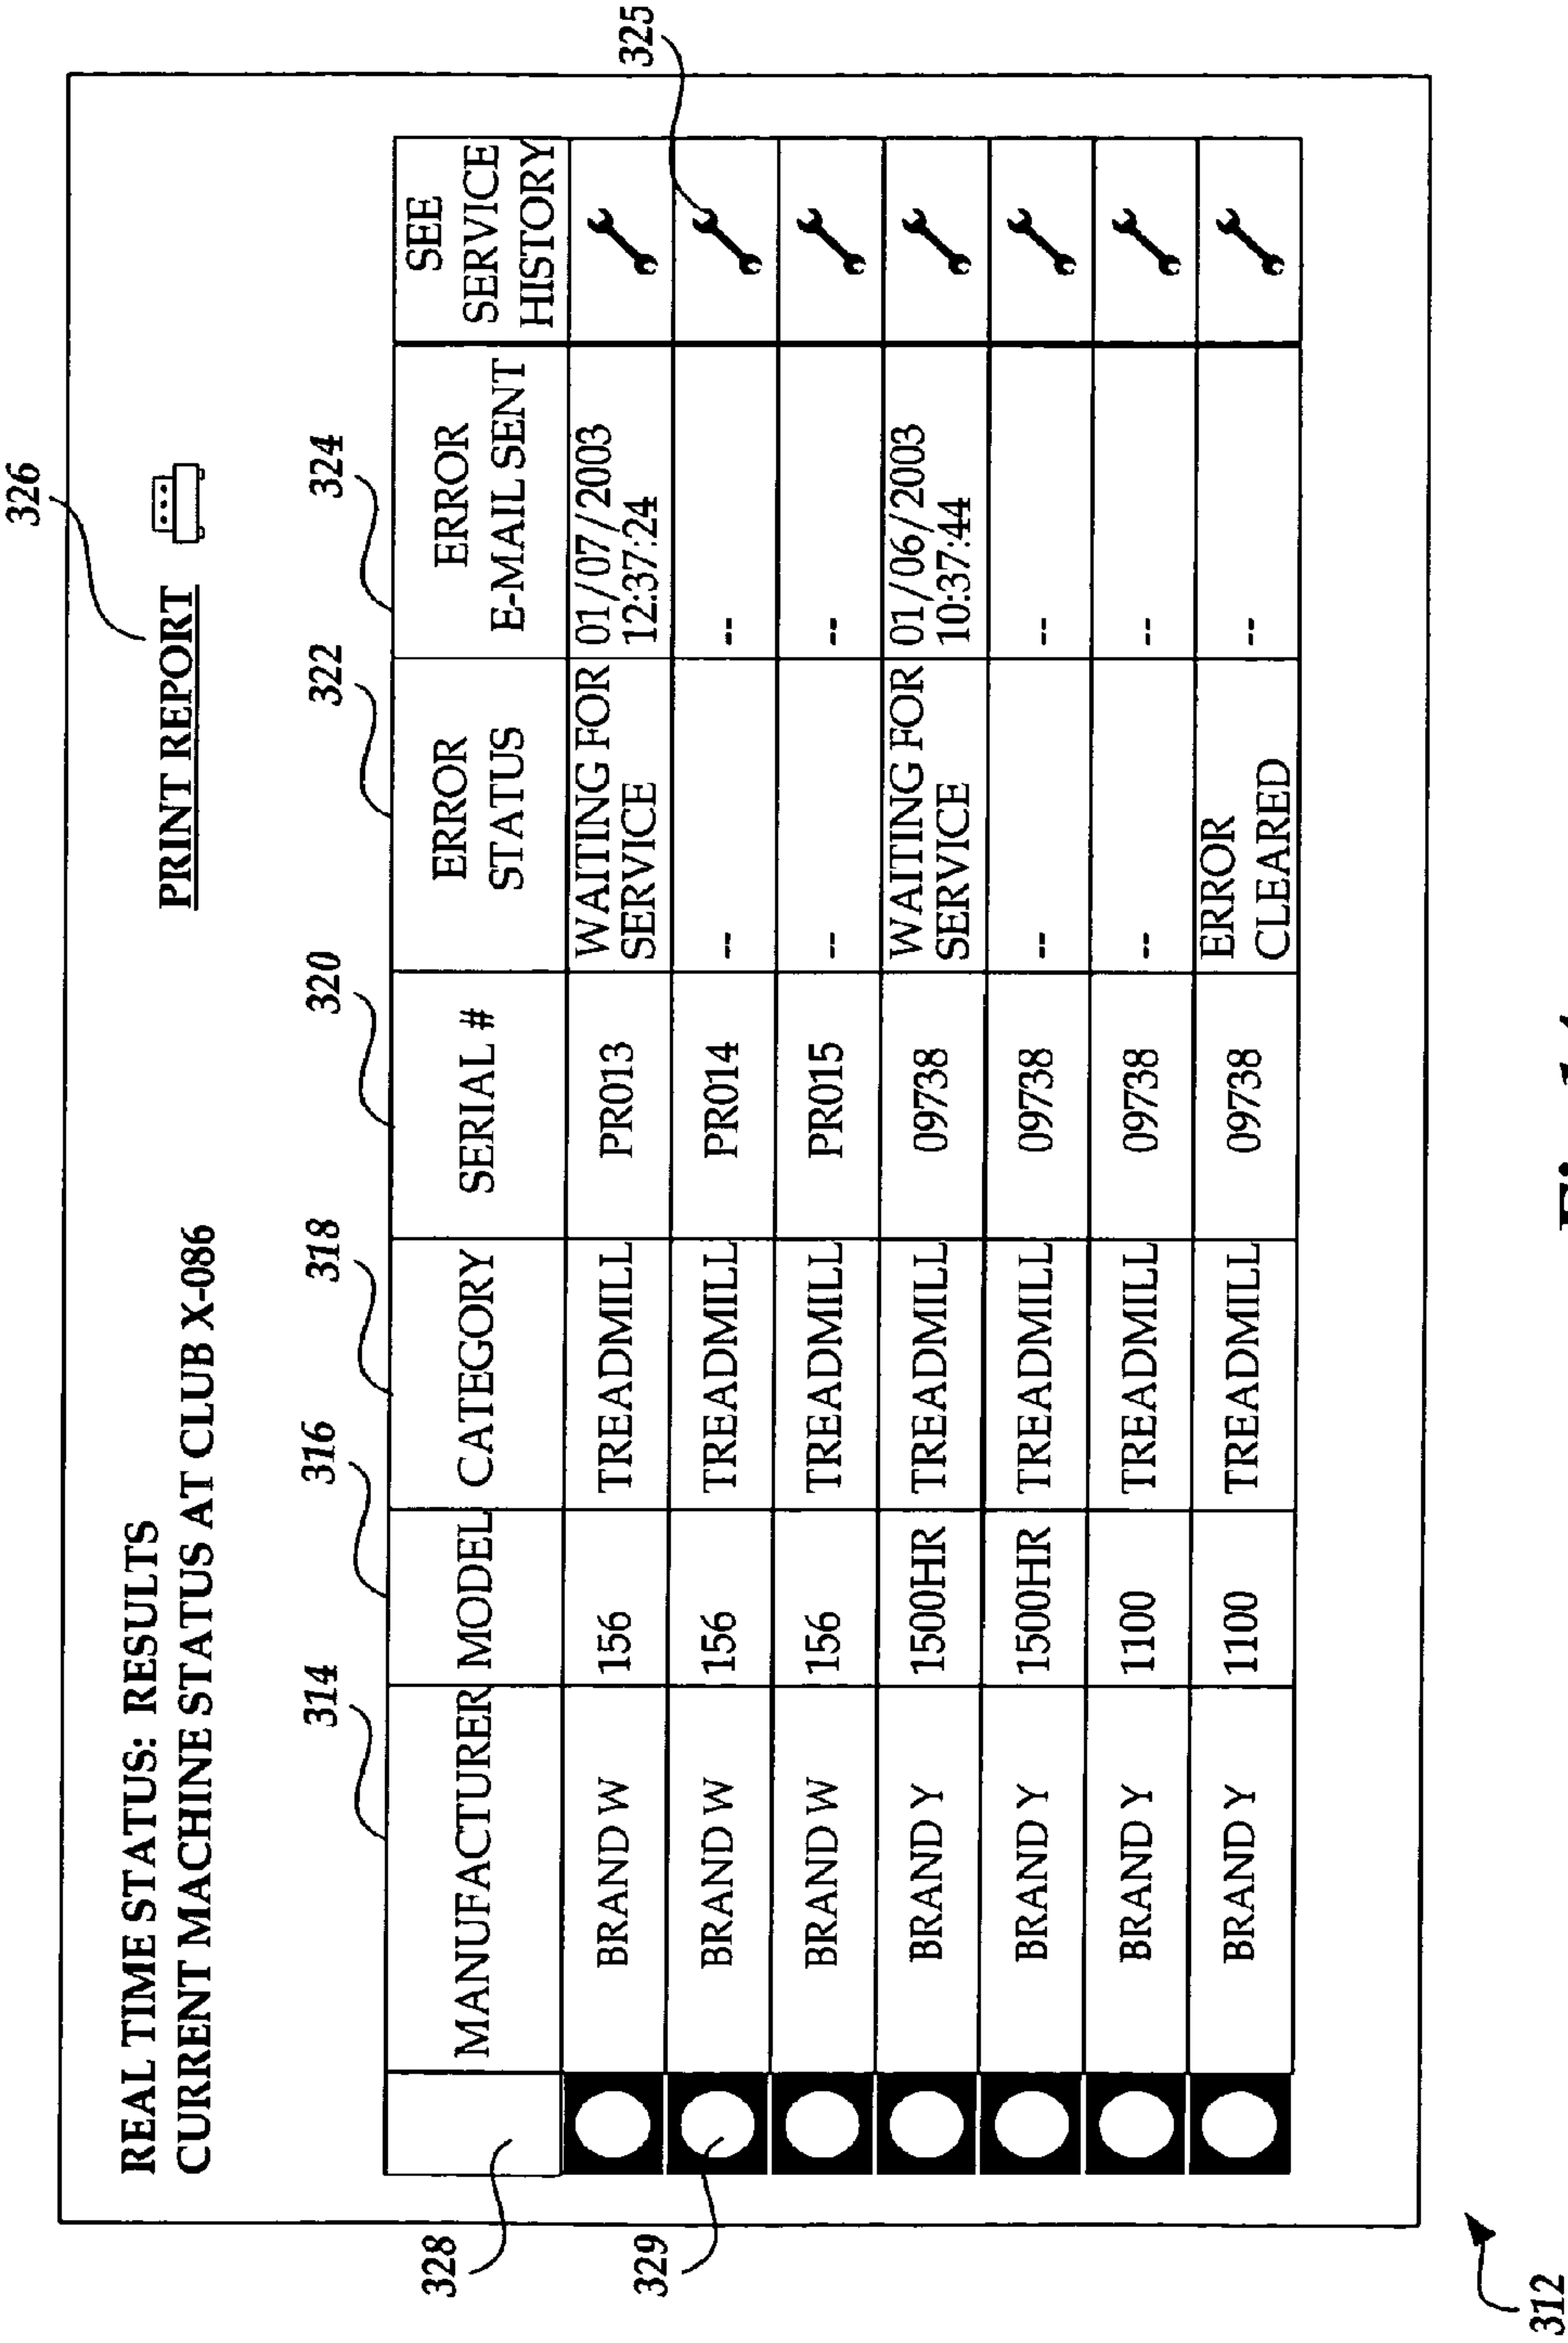 326
REAL TIME STATUS: RESULTS
CURRENT MACHINE STATUS AT CLUB X-086
PRINT REPORT
314
316
318
320
322
324
328
MANUFACTURER MODEL CATEGORY SERIAL # ERROR STATUS ERROR E-MAIL SENT SEE SERVICE HISTORY
BRAND W 156 TREADMILL PR013 WAITING FOR SERVICE 01/07/2003 12:37:24
329
325
BRAND W 156 TREADMILL PR014 -- --
BRAND W 156 TREADMILL PR015 -- --
BRAND Y 1500HR TREADMILL 09738 WAITING FOR SERVICE 01/06/2003 10:37:44
BRAND Y 1500HR TREADMILL 09738 -- --
BRAND Y 1100 TREADMILL 09738 -- --
BRAND Y 1100 TREADMILL 09738 ERROR CLEARED --
312